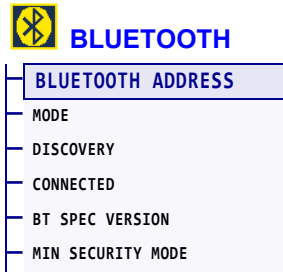 BLUETOOTH
BLUETOOTH ADDRESS
MODE
DISCOVERY
CONNECTED
BT SPEC VERSION
MIN SECURITY MODE